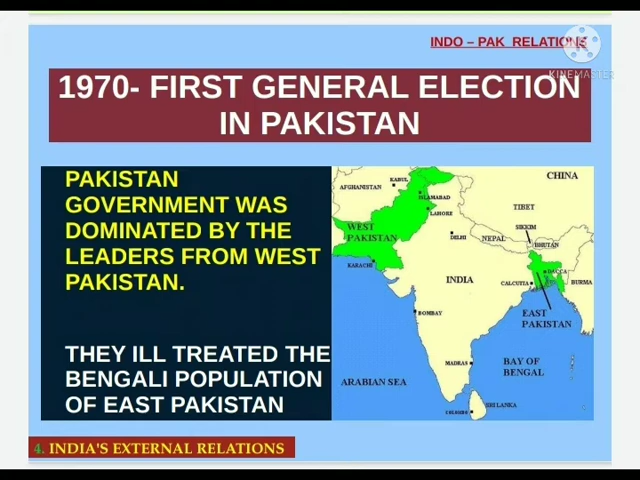 INDO – PAK RELATIONS
KINEMASTER
1970- FIRST GENERAL ELECTION
IN PAKISTAN
PAKISTAN
GOVERNMENT WAS
DOMINATED BY THE
LEADERS FROM WEST
PAKISTAN.
THEY ILL TREATED THE
BENGALI POPULATION
OF EAST PAKISTAN
CHINA
KABUL
AFGHANISTAN
ISLAMABAD
LAHORE
TIBET
WEST
PAKISTAN
SIKKIM
DELHI
NEPAL
BHUTAN
KARACHI
DACCA
INDIA
CALCUTTA
BURMA
BOMBAY
EAST
PAKISTAN
MADRAS
BAY OF
BENGAL
ARABIAN SEA
SRI LANKA
COLOMBO
4. INDIA'S EXTERNAL RELATIONS